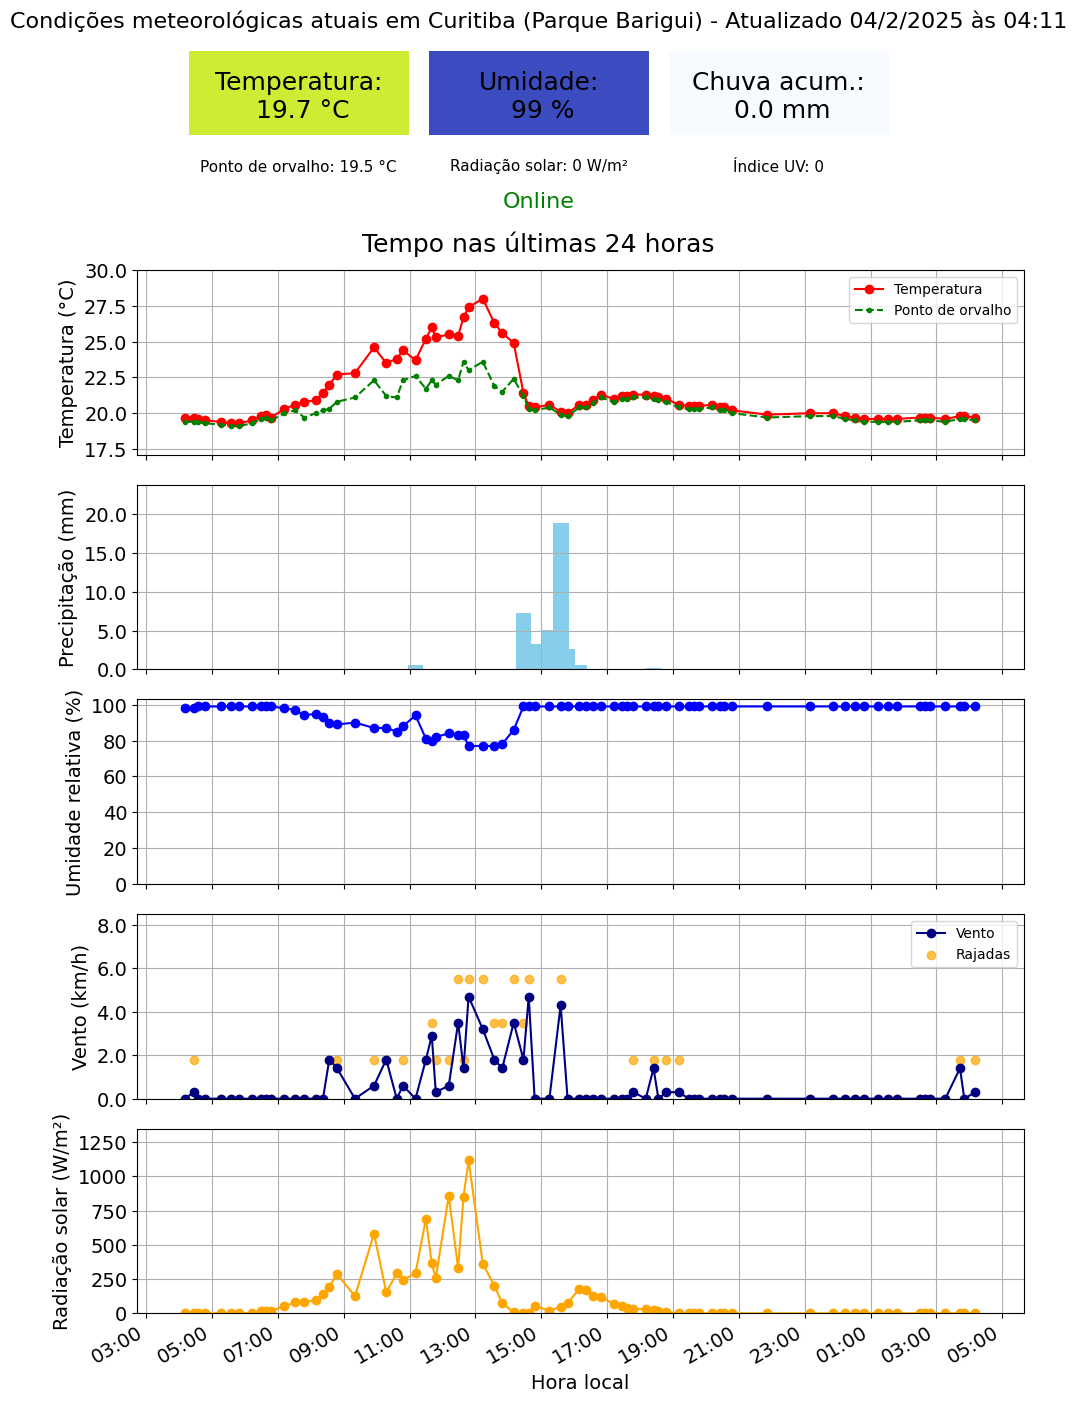 Condições meteorológicas atuais em Curitiba (Parque Barigui) - Atualizado 04/2/2025 às 04:11
Temperatura:
19.7 °C
Umidade:
99 %
Chuva acum.:
0.0 mm
Ponto de orvalho: 19.5 °C
Radiação solar: 0 W/m²
Índice UV: 0
Online
Tempo nas últimas 24 horas
Temperatura (°C)
30.0
27.5
25.0
22.5
20.0
17.5
Temperatura
Ponto de orvalho
Precipitação (mm)
20.0
15.0
10.0
5.0
0.0
Umidade relativa (%)
100
80
60
40
20
0
Vento (km/h)
8.0
6.0
4.0
2.0
0.0
Vento
Rajadas
Radiação solar (W/m²)
1250
1000
750
500
250
0
03:00
05:00
07:00
09:00
11:00
13:00
15:00
17:00
19:00
21:00
23:00
01:00
03:00
05:00
Hora local